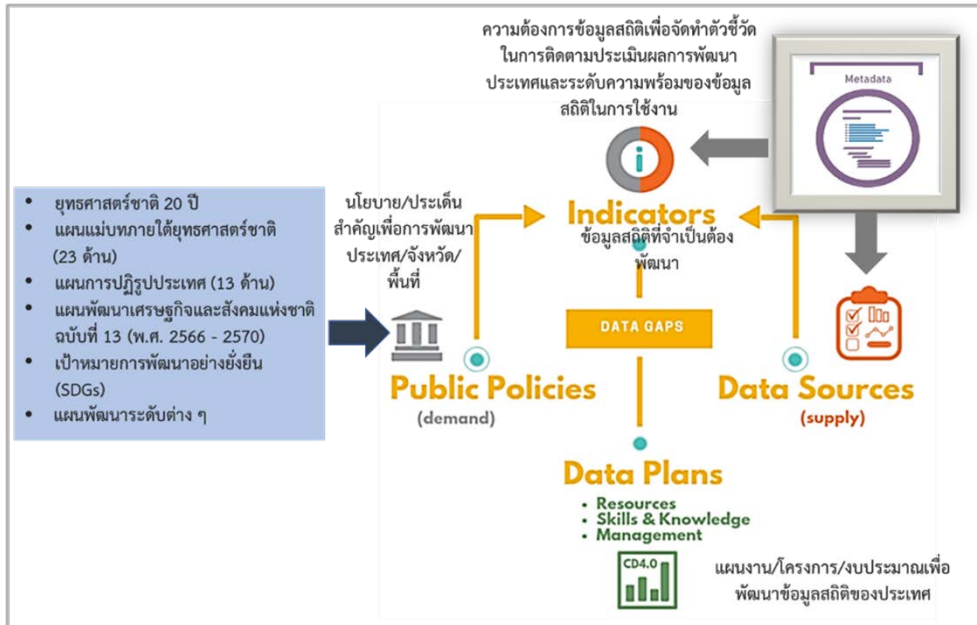 ความต้องการข้อมูลสถิติเพื่อจัดทำตัวชี้วัด
ในการติดตามประเมินผลการพัฒนา
ประเทศและระดับความพร้อมของข้อมูล
สถิติในการใช้งาน
Metadata
• ยุทธศาสตร์ชาติ 20 ปี
• แผนแม่บทภายใต้ยุทธศาสตร์ชาติ
(23 ด้าน)
• แผนการปฏิรูปประเทศ (13 ด้าน)
• แผนพัฒนาเศรษฐกิจและสังคมแห่งชาติ
ฉบับที่ 13 (พ.ศ. 2566 - 2570)
• เป้าหมายการพัฒนาอย่างยั่งยืน
(SDGs)
• แผนพัฒนาระดับต่าง ๆ
นโยบาย/ประเด็น
สำคัญเพื่อการพัฒนา
ประเทศ/จังหวัด/
พื้นที่
Indicators
ข้อมูลสถิติที่จำเป็นต้อง
พัฒนา
DATA GAPS
Public Policies
(demand)
Data Sources
(supply)
Data Plans
• Resources
• Skills & Knowledge
• Management
CD4.0
แผนงาน/โครงการ/งบประมาณเพื่อ
พัฒนาข้อมูลสถิติของประเทศ